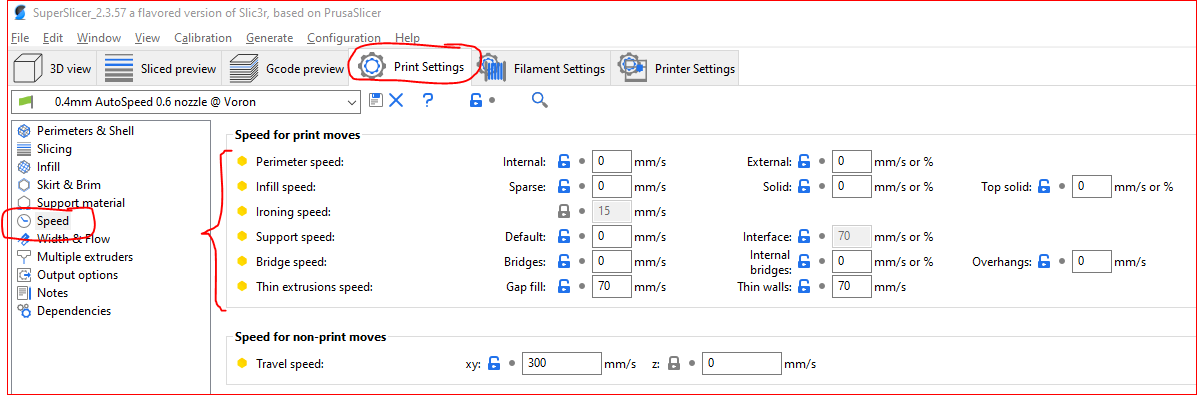 SuperSlicer_2.3.57 a flavored version of Slic3r, based on PrusaSlicer
File Edit Window View Calibration Generate Configuration Help
3D view Sliced preview Gcode preview Print Settings Filament Settings Printer Settings
0.4mm AutoSpeed 0.6 nozzle @ Voron ?
Perimeters & Shell
Slicing
Infill
Skirt & Brim
Support material
Speed
Width & Flow
Multiple extruders
Output options
Notes
Dependencies
Speed for print moves
Perimeter speed: Internal: 0 mm/s External: 0 mm/s or %
Infill speed: Sparse: 0 mm/s Solid: 0 mm/s or % Top solid: 0 mm/s or %
Ironing speed: 15 mm/s
Support speed: Default: 0 mm/s Interface: 70 mm/s or %
Bridge speed: Bridges: 0 mm/s Internal bridges: 0 mm/s or % Overhangs: 0 mm/s
Thin extrusions speed: Gap fill: 70 mm/s Thin walls: 70 mm/s
Speed for non-print moves
Travel speed: xy: 300 mm/s z: 0 mm/s